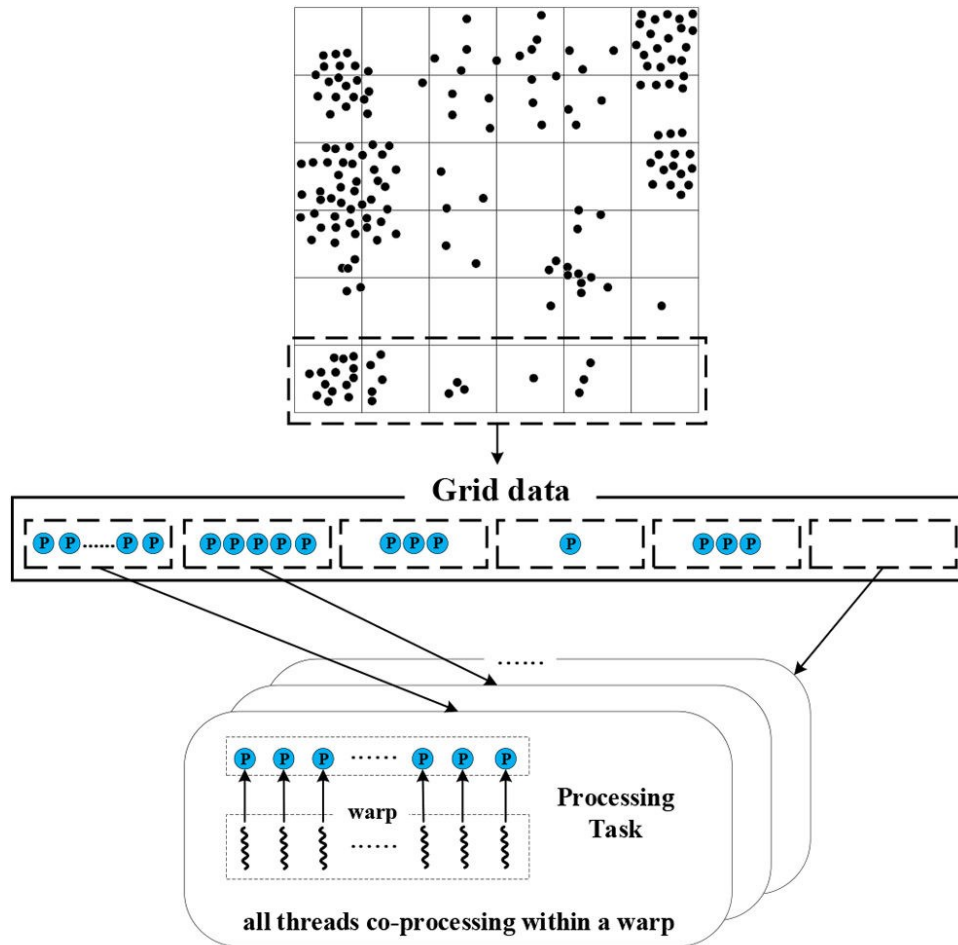 Grid data
P P ...... P P P P P P P P P P P P P P
......
P P P ...... P P P
warp
......
Processing
Task
all threads co-processing within a warp